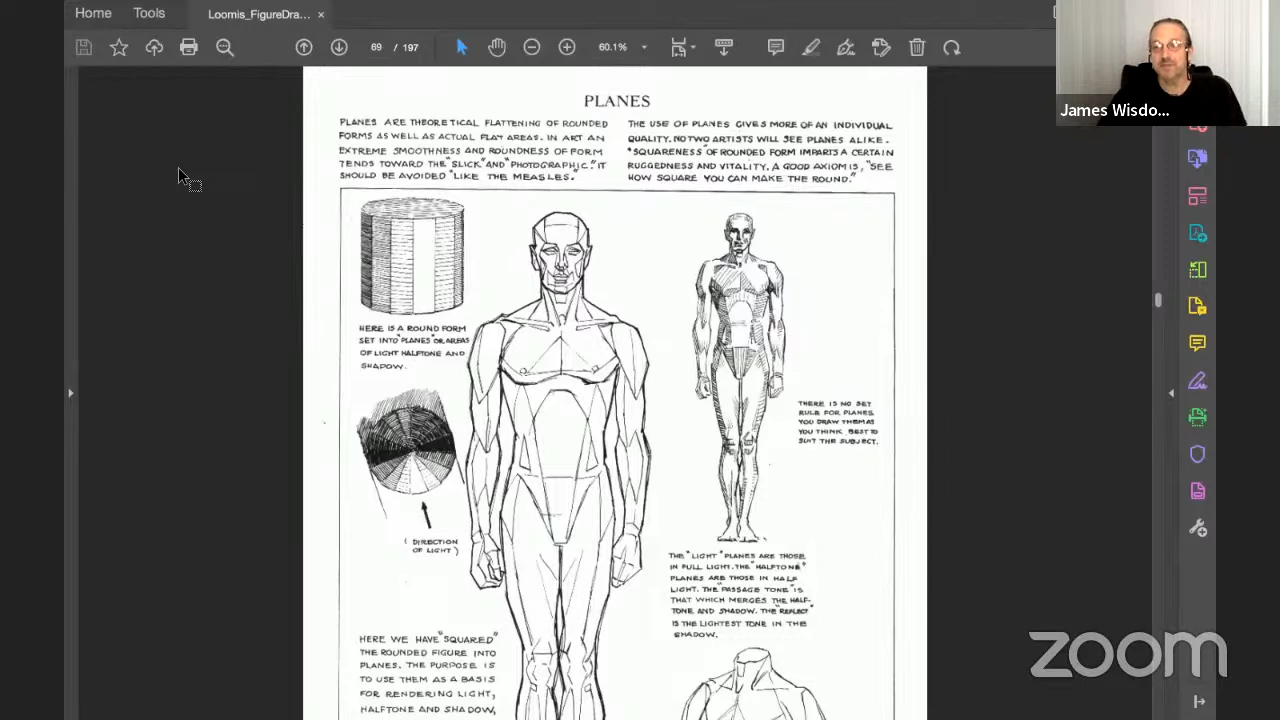 Home Tools Loomis_FigureDra... ×
69 / 197 60.1%
James Wisdo...
PLANES
PLANES ARE THEORETICAL FLATTENING OF ROUNDED
FORMS AS WELL AS ACTUAL FLAT AREAS. IN ART AN
EXTREME SMOOTHNESS AND ROUNDNESS OF FORM
TENDS TOWARD THE "SLICK" AND "PHOTOGRAPHIC." IT
SHOULD BE AVOIDED "LIKE THE MEASLES."
THE USE OF PLANES GIVES MORE OF AN INDIVIDUAL
QUALITY. NO TWO ARTISTS WILL SEE PLANES ALIKE.
"SQUARENESS" OF ROUNDED FORM IMPARTS A CERTAIN
RUGGEDNESS AND VITALITY. A GOOD AXIOM IS, "SEE
HOW SQUARE YOU CAN MAKE THE ROUND."
HERE IS A ROUND FORM
SET INTO "PLANES" OR AREAS
OF LIGHT HALFTONE AND
SHADOW.
(DIRECTION
OF LIGHT)
THERE IS NO SET
RULE FOR PLANES.
YOU DRAW THEM AS
YOU THINK BEST TO
SUIT THE SUBJECT.
THE "LIGHT" PLANES ARE THOSE
IN FULL LIGHT. THE "HALFTONE"
PLANES ARE THOSE IN HALF
LIGHT. THE "PASSAGE TONE" IS
THAT WHICH MERGES THE HALF-
TONE AND SHADOW. THE "REFLECT"
IS THE LIGHTEST TONE IN THE
SHADOW.
HERE WE HAVE "SQUARED"
THE ROUNDED FIGURE INTO
PLANES. THE PURPOSE IS
TO USE THEM AS A BASIS
FOR RENDERING LIGHT,
HALFTONE AND SHADOW,
zoom